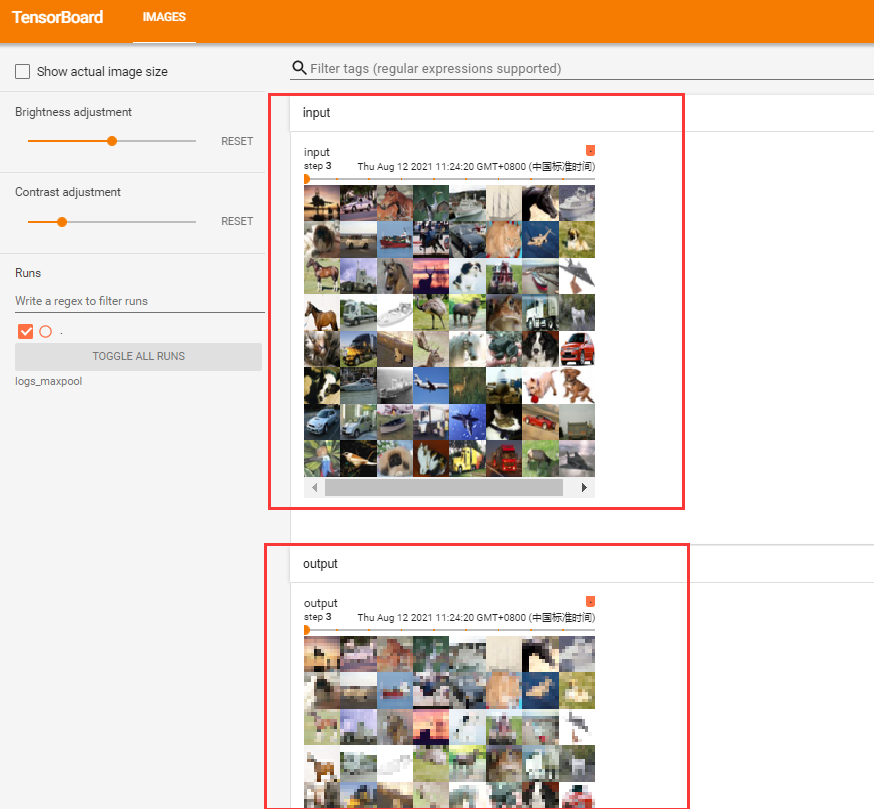 TensorBoard
IMAGES
Show actual image size
Filter tags (regular expressions supported)
Brightness adjustment
RESET
Contrast adjustment
RESET
Runs
Write a regex to filter runs
.
TOGGLE ALL RUNS
logs_maxpool
input
input
step 3
Thu Aug 12 2021 11:24:20 GMT+0800 (中国标准时间)
output
output
step 3
Thu Aug 12 2021 11:24:20 GMT+0800 (中国标准时间)